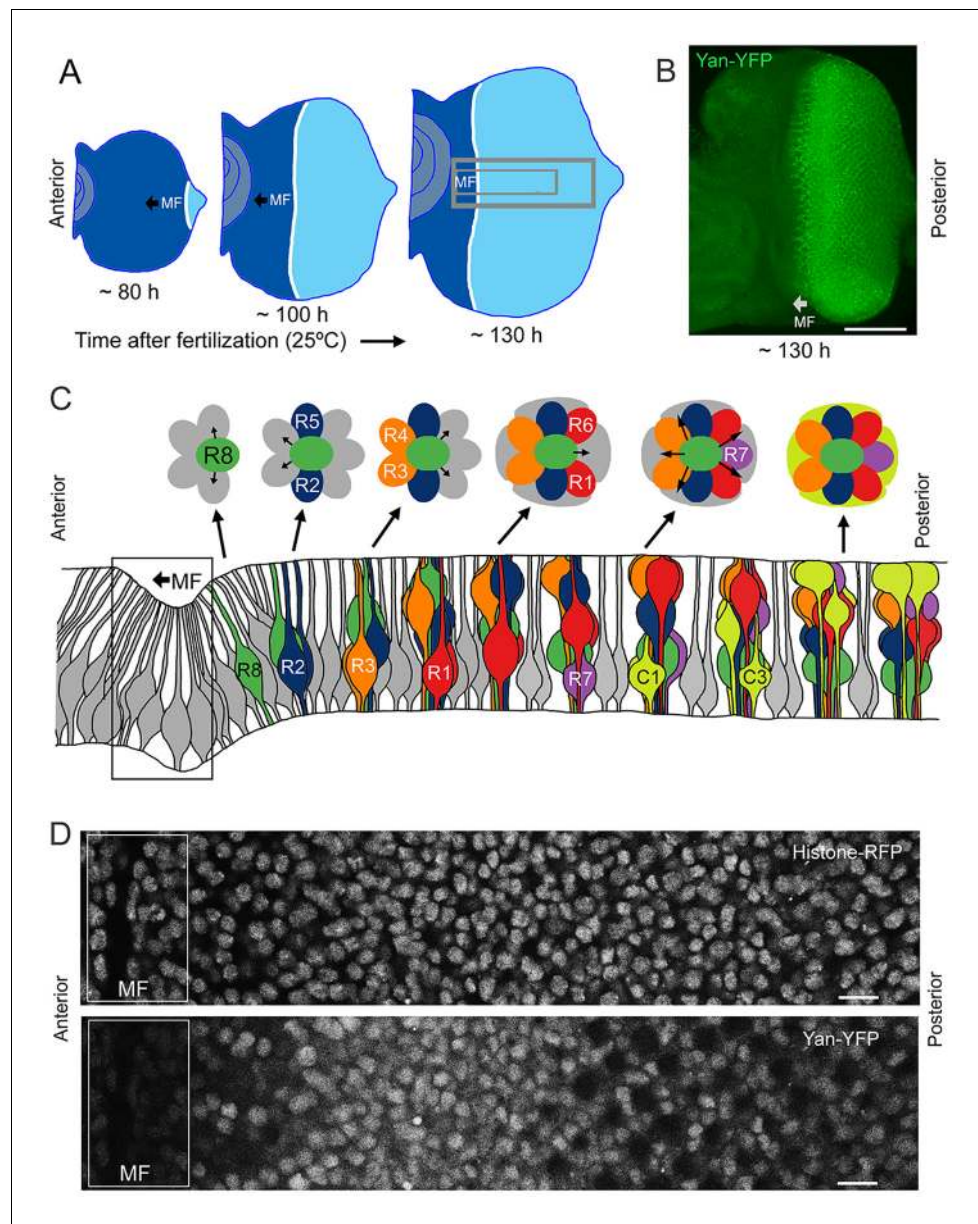 A
Anterior
MF
MF
MF
~ 80 h
~ 100 h
~ 130 h
Time after fertilization (25ºC)
B
Yan-YFP
MF
Posterior
~ 130 h
C
Anterior
R8
R5
R2
R4
R3
R6
R1
R7
Posterior
MF
R8
R2
R3
R1
R7
C1
C3
D
Anterior
Histone-RFP
MF
Yan-YFP
MF
Posterior